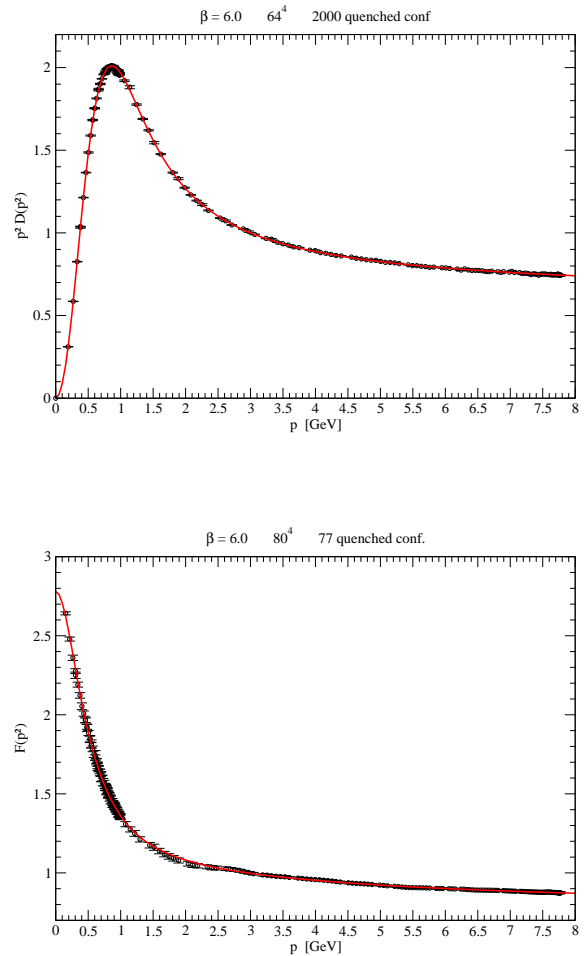 β = 6.0 64⁴ 2000 quenched conf
2
1.5
1
0.5
0
p² D(p²)
0 0.5 1 1.5 2 2.5 3 3.5 4 4.5 5 5.5 6 6.5 7 7.5 8
p [GeV]
β = 6.0 80⁴ 77 quenched conf.
3
2.5
2
1.5
1
F(p²)
0 0.5 1 1.5 2 2.5 3 3.5 4 4.5 5 5.5 6 6.5 7 7.5 8
p [GeV]